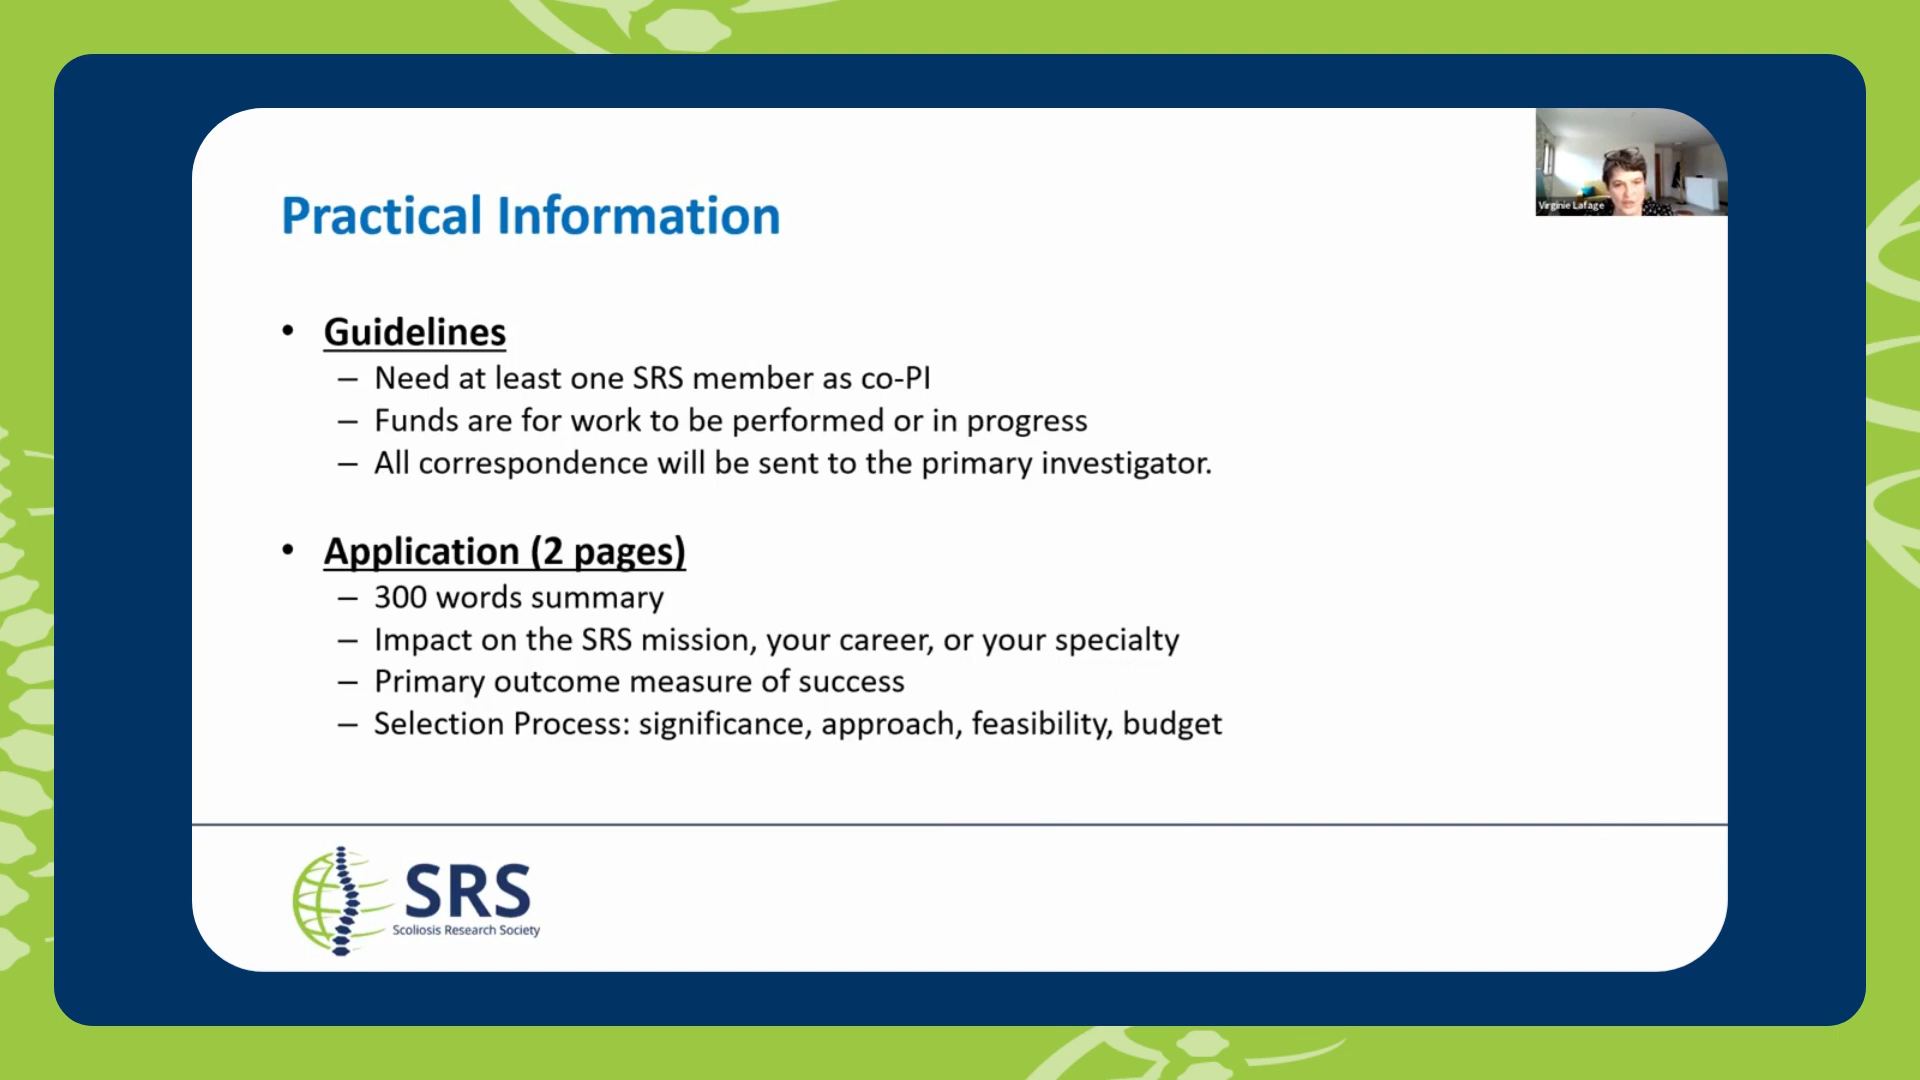 Virginie Lafage
Practical Information
• Guidelines
– Need at least one SRS member as co-PI
– Funds are for work to be performed or in progress
– All correspondence will be sent to the primary investigator.
• Application (2 pages)
– 300 words summary
– Impact on the SRS mission, your career, or your specialty
– Primary outcome measure of success
– Selection Process: significance, approach, feasibility, budget
SRS
Scoliosis Research Society